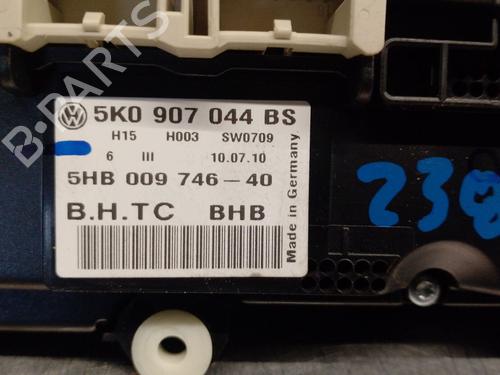 B-PARTS
5K0 907 044 BS
H15 H003 SW0709
6 III 10.07.10
5HB 009 746-40
B.H.TC BHB
Made in Germany